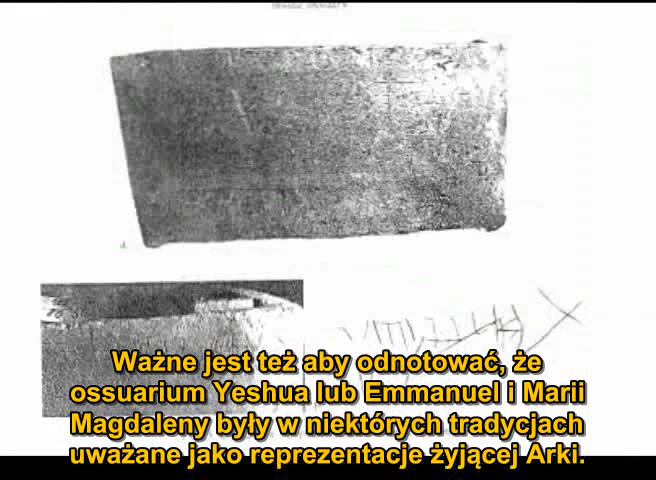 Ważne jest też aby odnotować, że
ossuarium Yeshua lub Emmanuel i Marii
Magdaleny były w niektórych tradycjach
uważane jako reprezentacje żyjącej Arki.